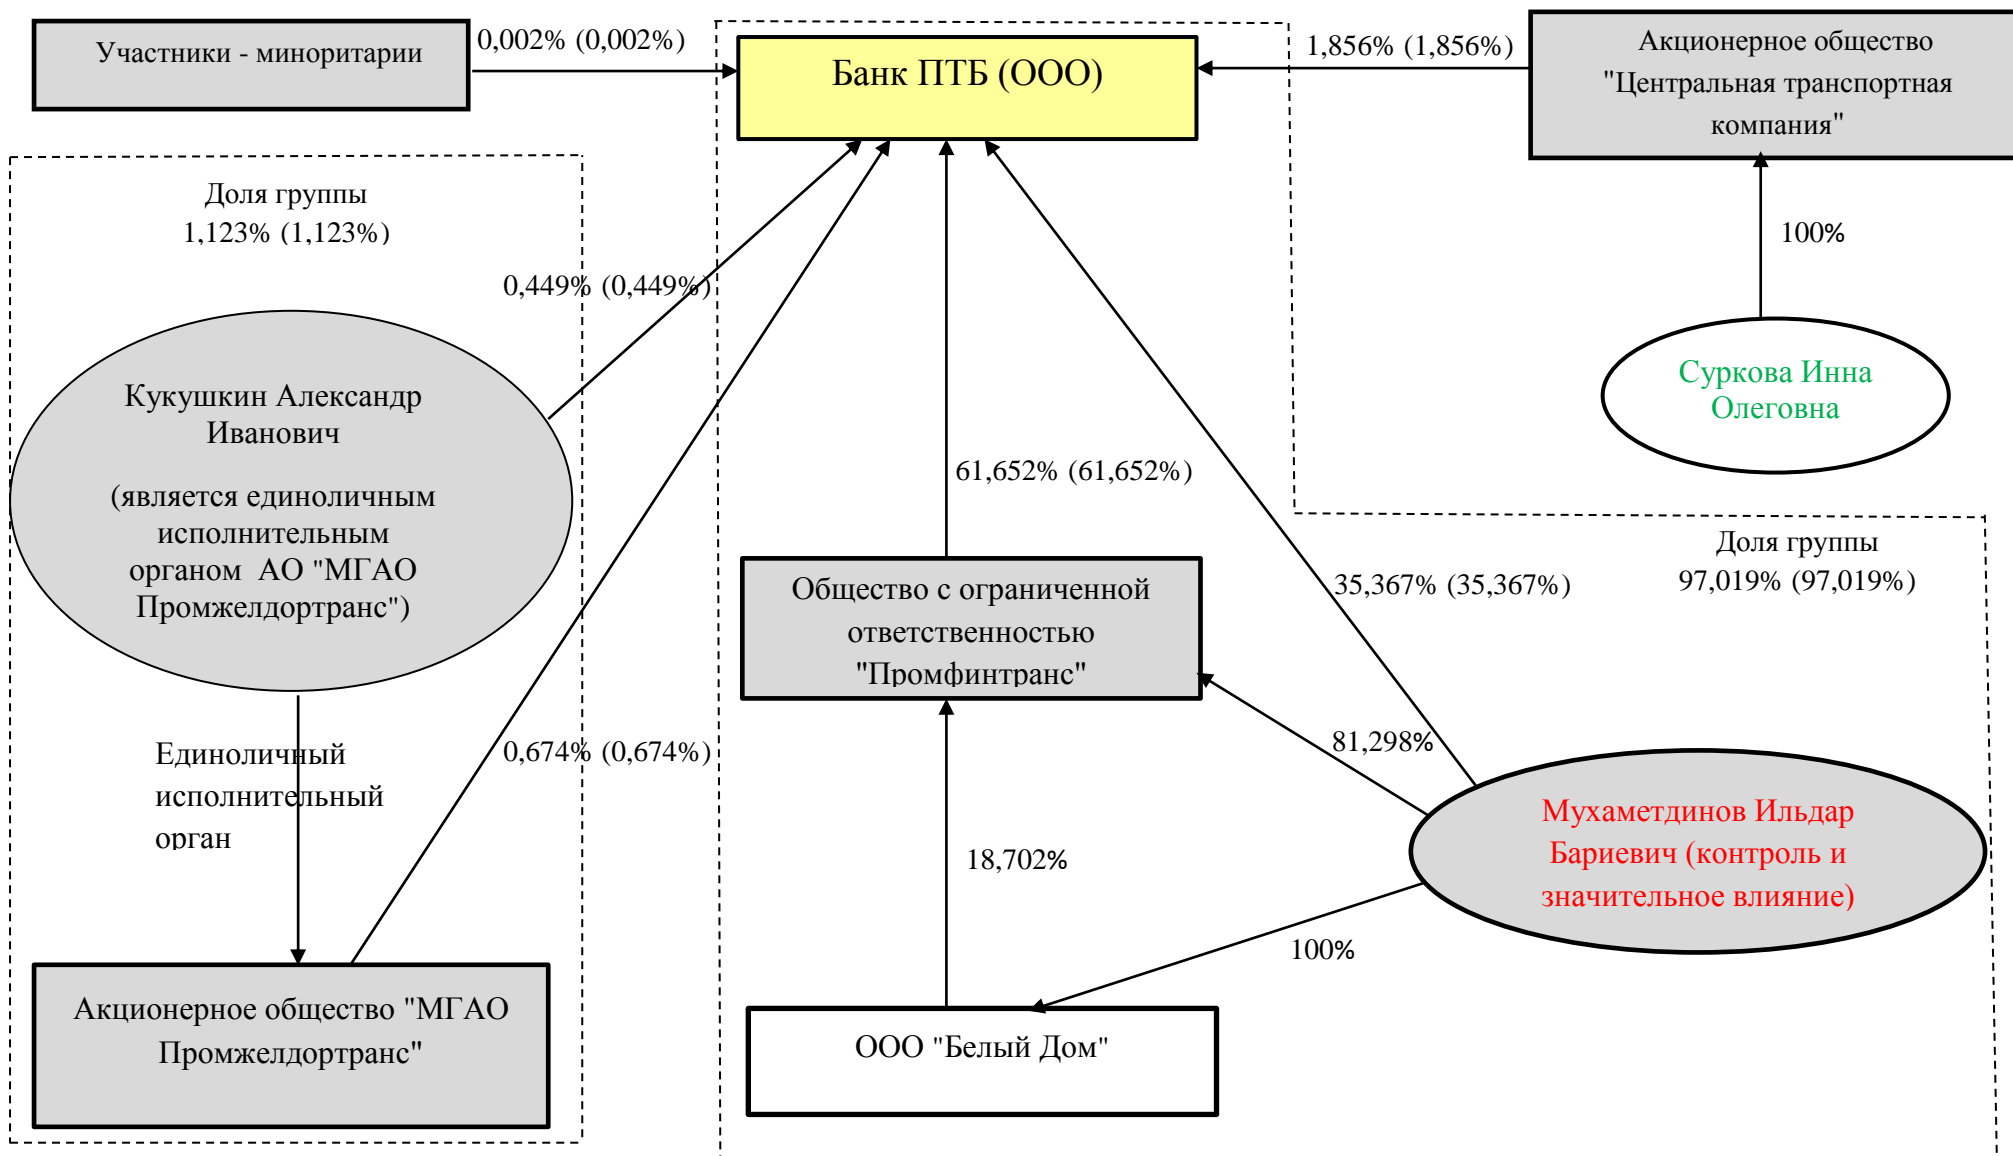 Участники - миноритарии
0,002% (0,002%)
Банк ПТБ (ООО)
1,856% (1,856%)
Акционерное общество
"Центральная транспортная
компания"
Доля группы
1,123% (1,123%)
0,449% (0,449%)
100%
Суркова Инна
Олеговна
Кукушкин Александр
Иванович
(является единоличным
исполнительным
органом АО "МГАО
Промжелдортранс")
61,652% (61,652%)
35,367% (35,367%)
Доля группы
97,019% (97,019%)
Общество с ограниченной
ответственностью
"Промфинтранс"
Единоличный
исполнительный
орган
0,674% (0,674%)
81,298%
18,702%
Мухаметдинов Ильдар
Бариевич (контроль и
значительное влияние)
100%
Акционерное общество "МГАО
Промжелдортранс"
ООО "Белый Дом"